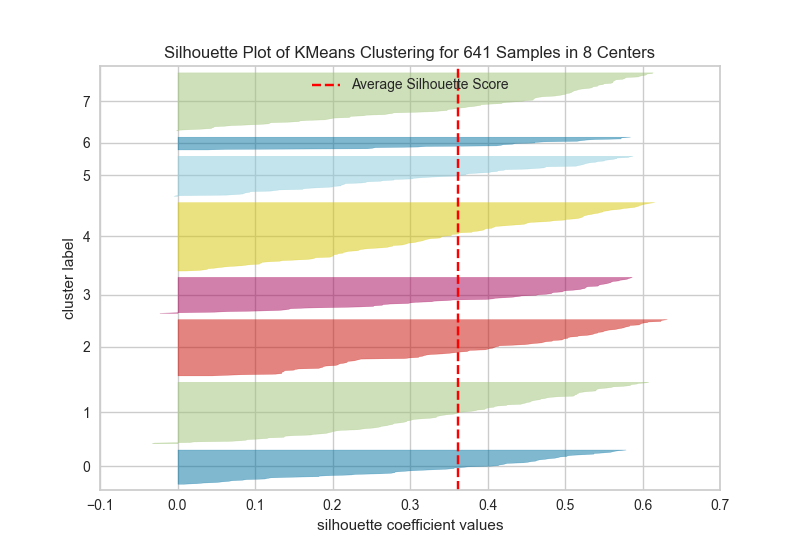 Silhouette Plot of KMeans Clustering for 641 Samples in 8 Centers
Average Silhouette Score
7
6
5
4
3
2
1
0
cluster label
−0.1 0.0 0.1 0.2 0.3 0.4 0.5 0.6 0.7
silhouette coefficient values